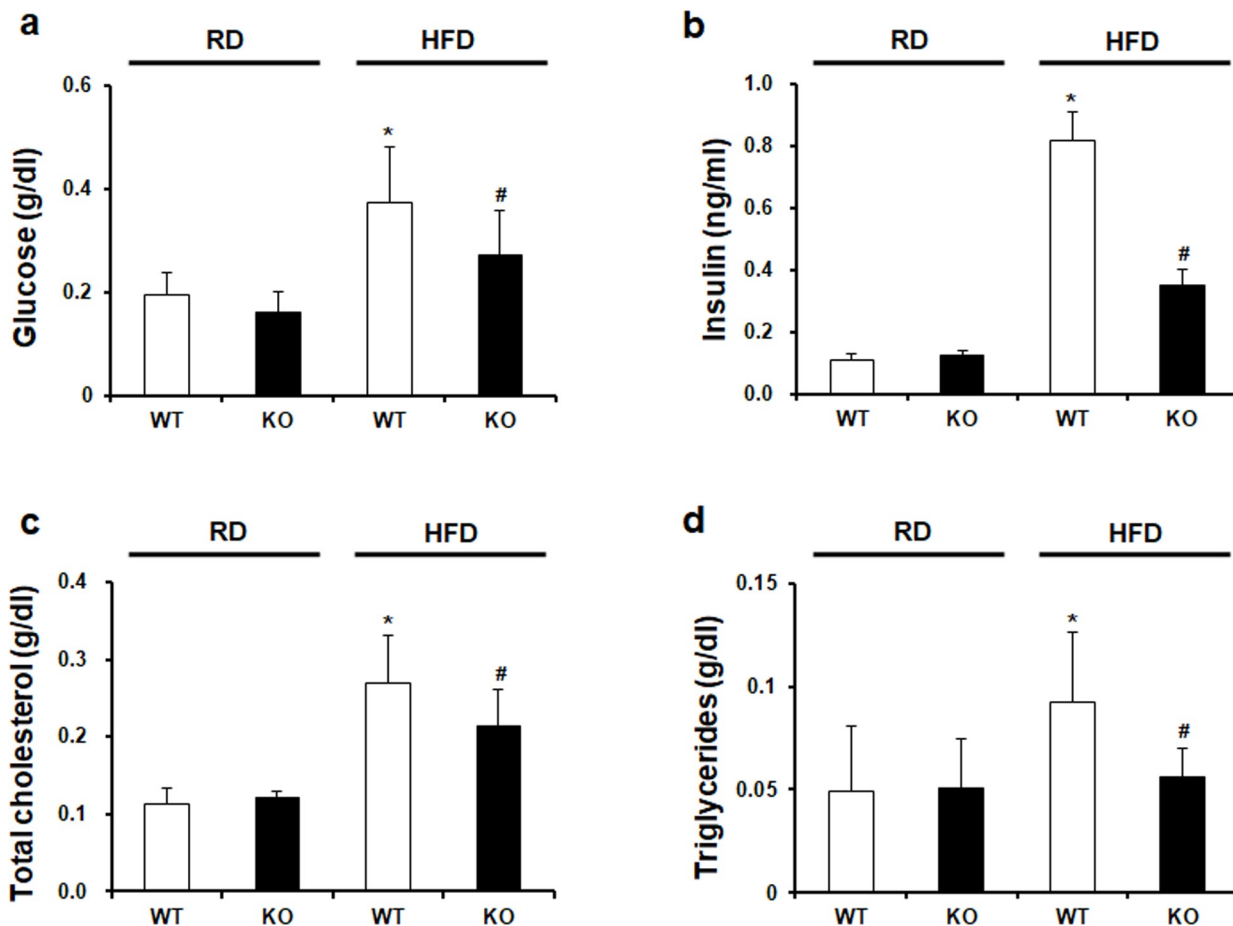 a
RD HFD
Glucose (g/dl)
0.6
0.4
0.2
0
*
#
WT KO WT KO
b
RD HFD
Insulin (ng/ml)
1.0
0.8
0.6
0.4
0.2
0.0
*
#
WT KO WT KO
c
RD HFD
Total cholesterol (g/dl)
0.4
0.3
0.2
0.1
0.0
*
#
WT KO WT KO
d
RD HFD
Triglycerides (g/dl)
0.15
0.1
0.05
0
*
#
WT KO WT KO